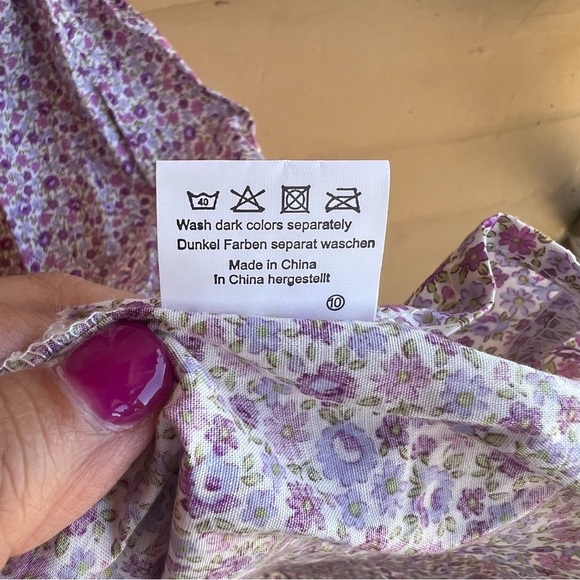 40
Wash dark colors separately
Dunkel Farben separat waschen
Made in China
In China hergestellt
10